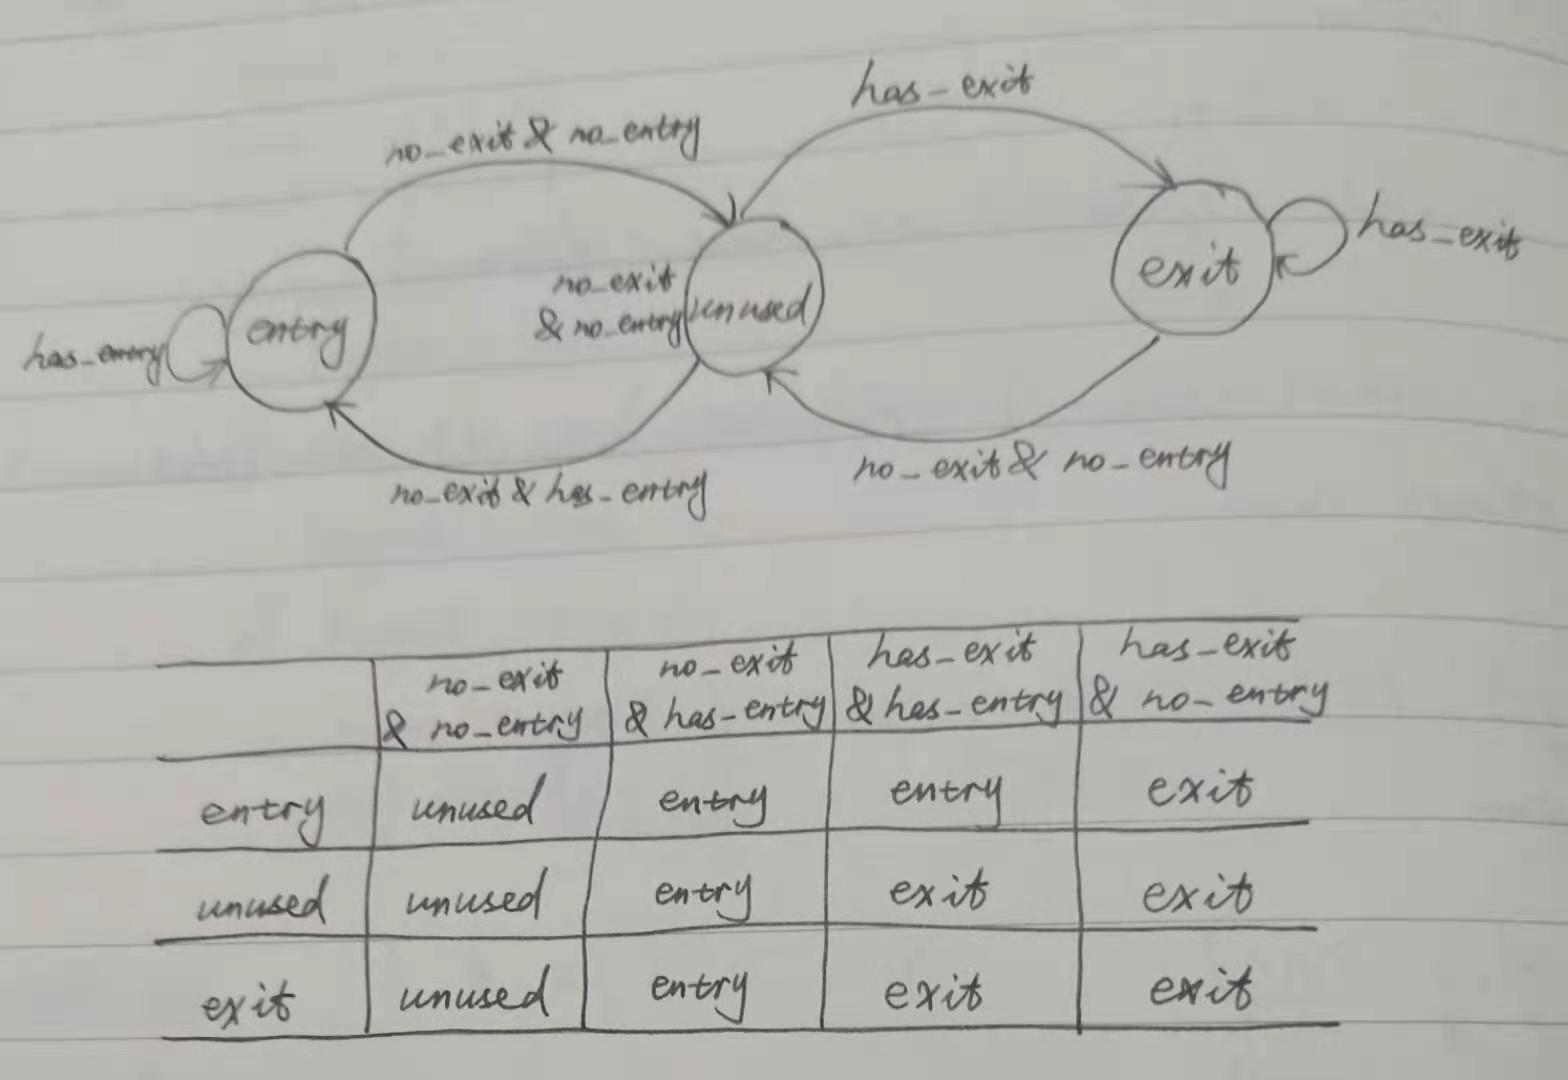 has_exit
no_exit & no_entry
has_exit
no_exit
& no_entry
unused
exit
entry
has_entry
no_exit & has_entry
no_exit & no_entry
no_exit & no_entry
no_exit & has_entry
has_exit & has_entry
has_exit & no_entry
entry unused entry entry exit
unused unused entry exit exit
exit unused entry exit exit